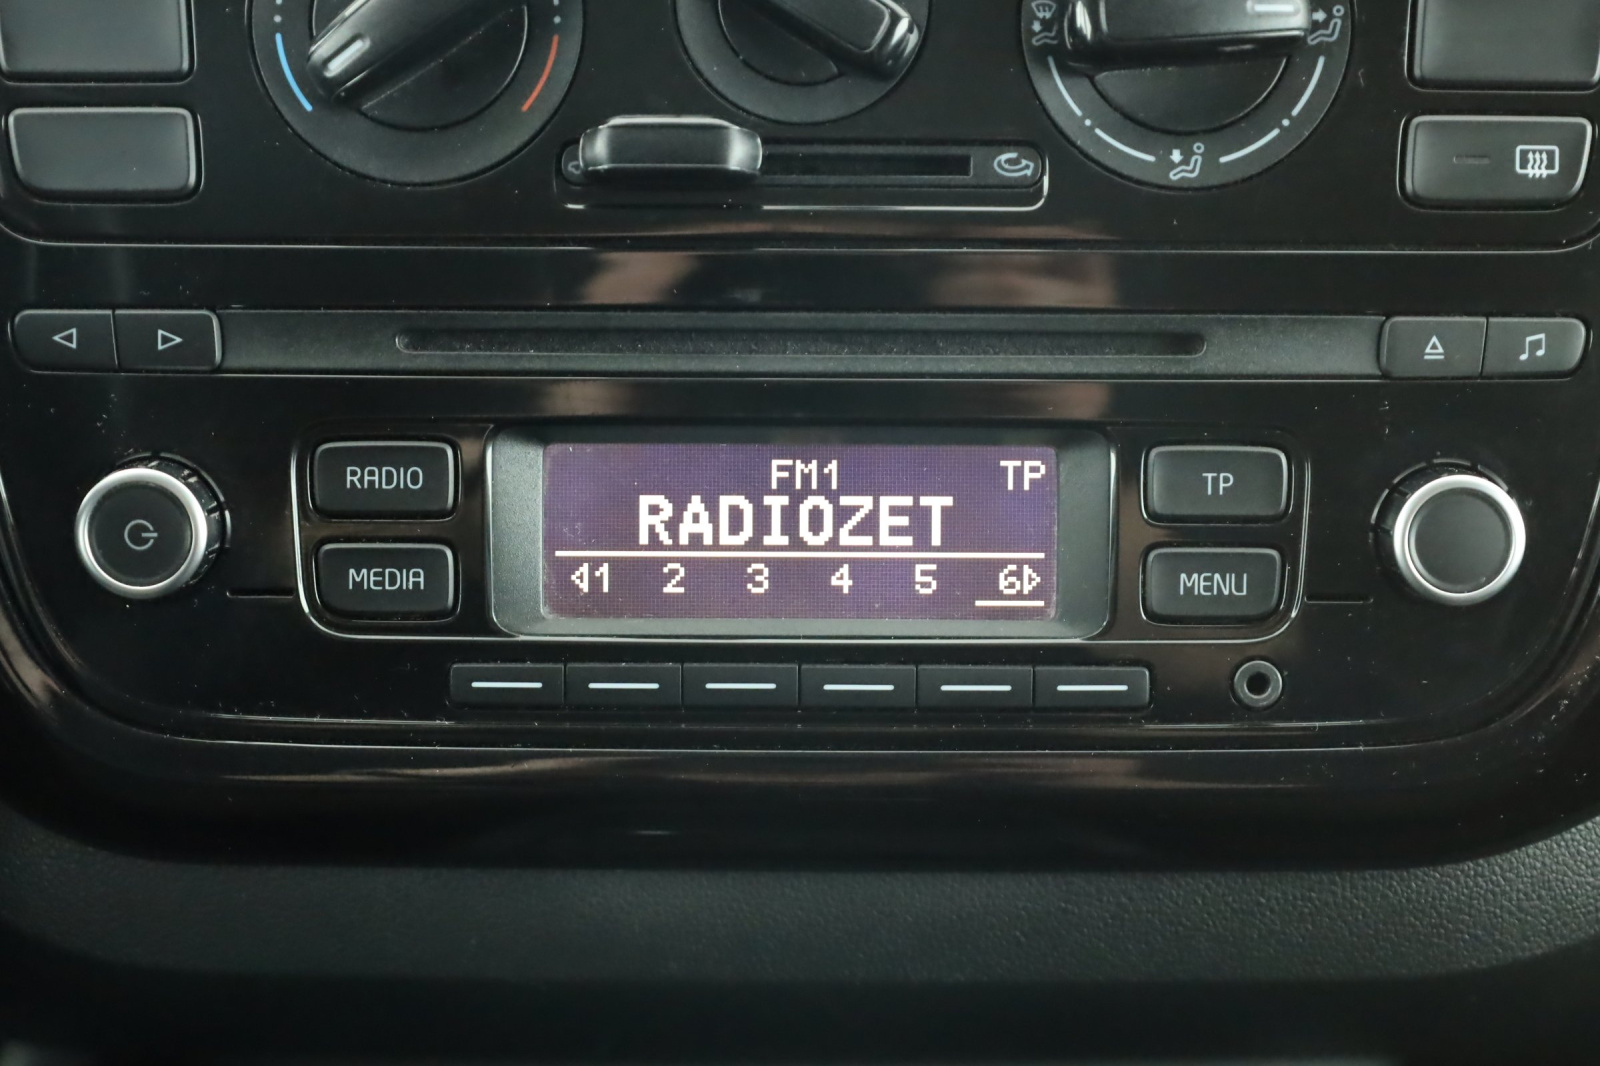 RADIO
MEDIA
FM1 TP
RADIOZET
1 2 3 4 5 6
TP
MENU